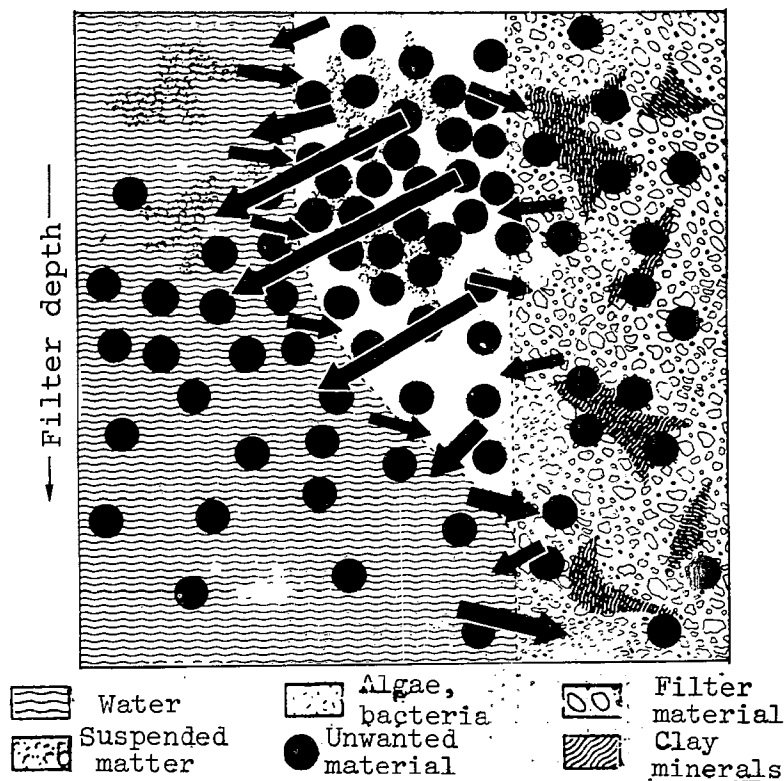 Filter depth
Water
Suspended
matter
Algae,
bacteria
Unwanted
material
Filter
material
Clay
minerals